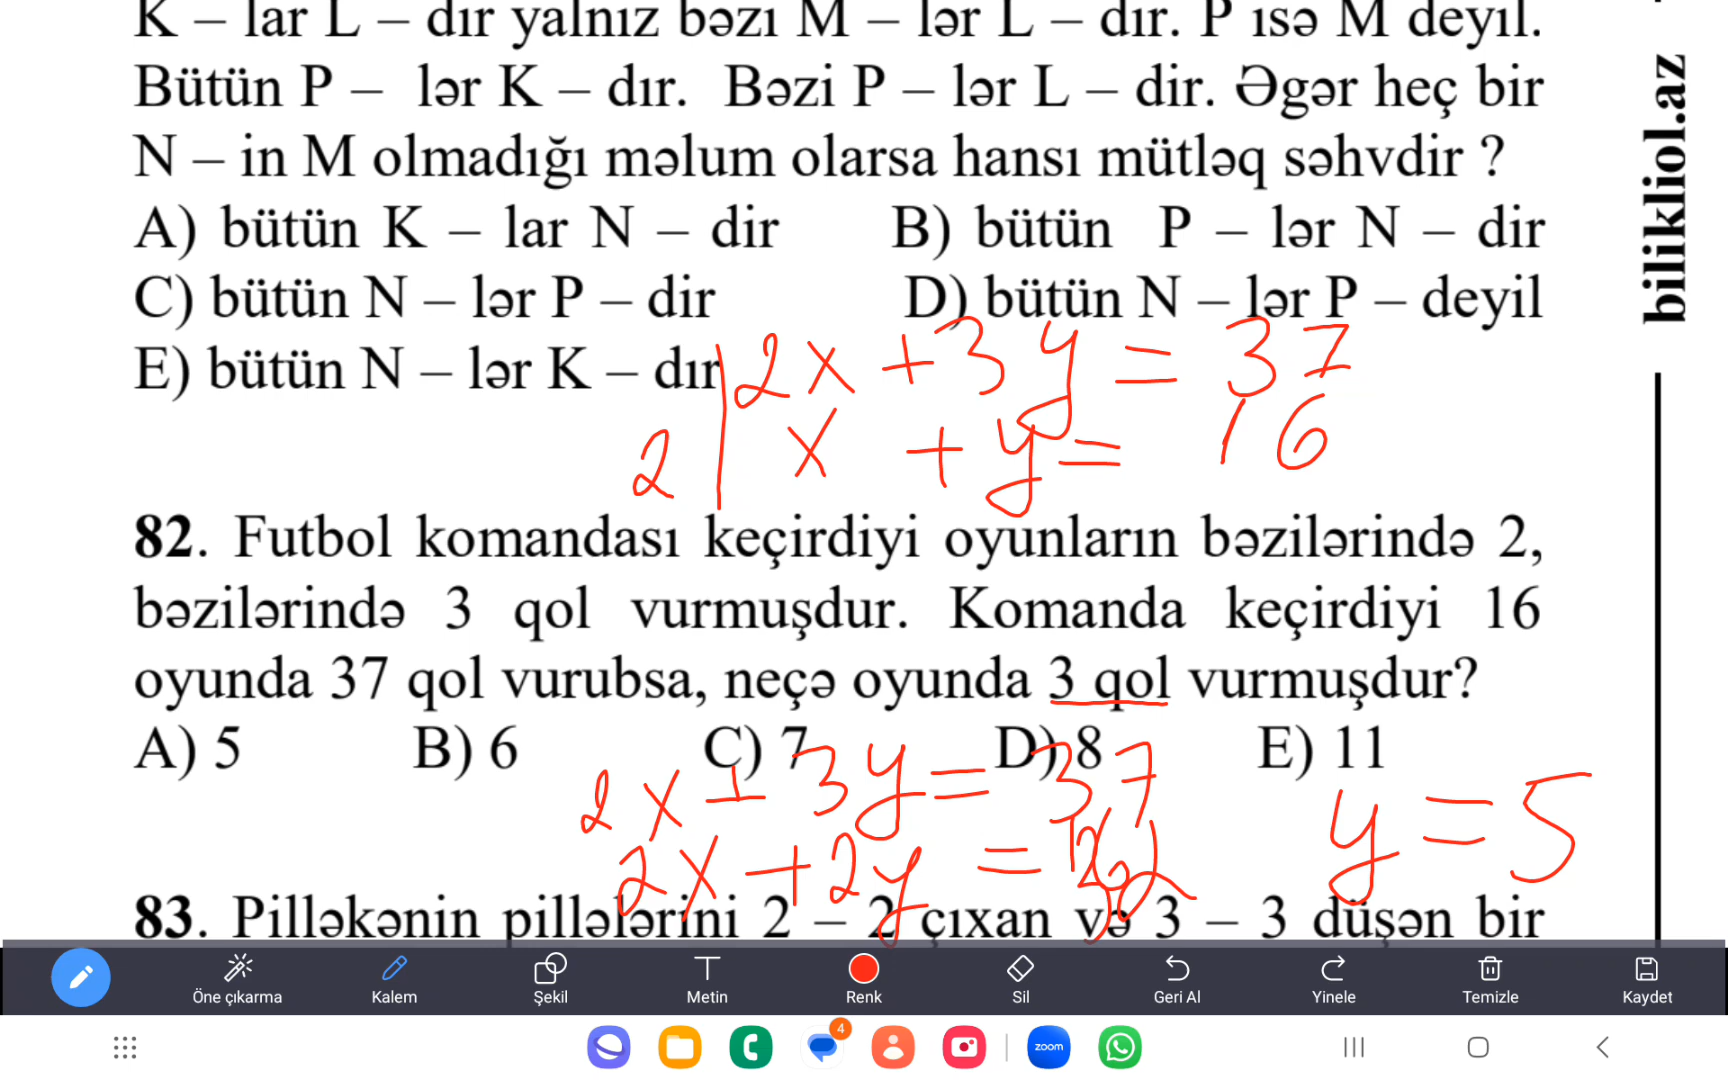 K – lar L – dır yalnız bəzi M – lər L – dir. P isə M deyil.
Bütün P – lər K – dır. Bəzi P – lər L – dir. Əgər heç bir
N – in M olmadığı məlum olarsa hansı mütləq səhvdir ?
A) bütün K – lar N – dir B) bütün P – lər N – dir
C) bütün N – lər P – dir D) bütün N – lər P – deyil
E) bütün N – lər K – dır
2x + 3y = 37
2 | x + y = 16
82. Futbol komandası keçirdiyi oyunların bəzilərində 2,
bəzilərində 3 qol vurmuşdur. Komanda keçirdiyi 16
oyunda 37 qol vurubsa, neçə oyunda 3 qol vurmuşdur?
A) 5 B) 6 C) 7 D) 8 E) 11
2x ± 3y = 37
2x + 2y =
y = 5
83. Pilləkənin pillələrini 2 – 2 çıxan və 3 – 3 düşən bir
bilikliol.az
Öne çıkarma Kalem Şekil Metin Renk Sil Geri Al Yinele Temizle Kaydet
4
zoom